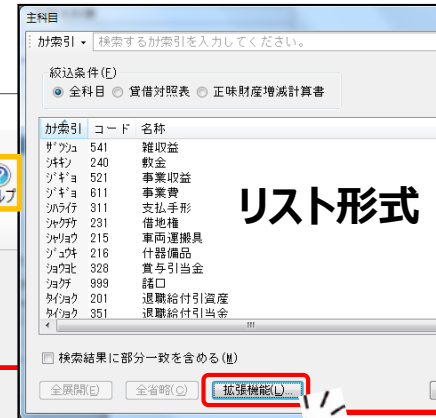 主科目
ｶﾅ索引 検索するｶﾅ索引を入力してください。
絞込条件(F)
全科目 貸借対照表 正味財産増減計算書
ｶﾅ索引 コード 名称
ｻﾞﾂｼｭ 541 雑収益
ｼｷｷﾝ 240 敷金
ｼﾞｷﾞｮ 521 事業収益
ｼﾞｷﾞｮ 611 事業費
ｼﾊﾗｲﾃ 311 支払手形
ｼｬｸﾁｹ 231 借地権
ｼｬﾘｮｳ 215 車両運搬具
ｼﾞｭｳｷ 216 什器備品
ｼｮｳﾖﾋ 328 賞与引当金
ｼｮｸﾁ 999 諸口
ﾀｲｼｮｸ 201 退職給付引資産
ﾀｲｼｮｸ 351 退職給付引当金
リスト形式
ルプ
検索結果に部分一致を含める(M)
全展開(E) 全省略(C) 拡張機能(L)...